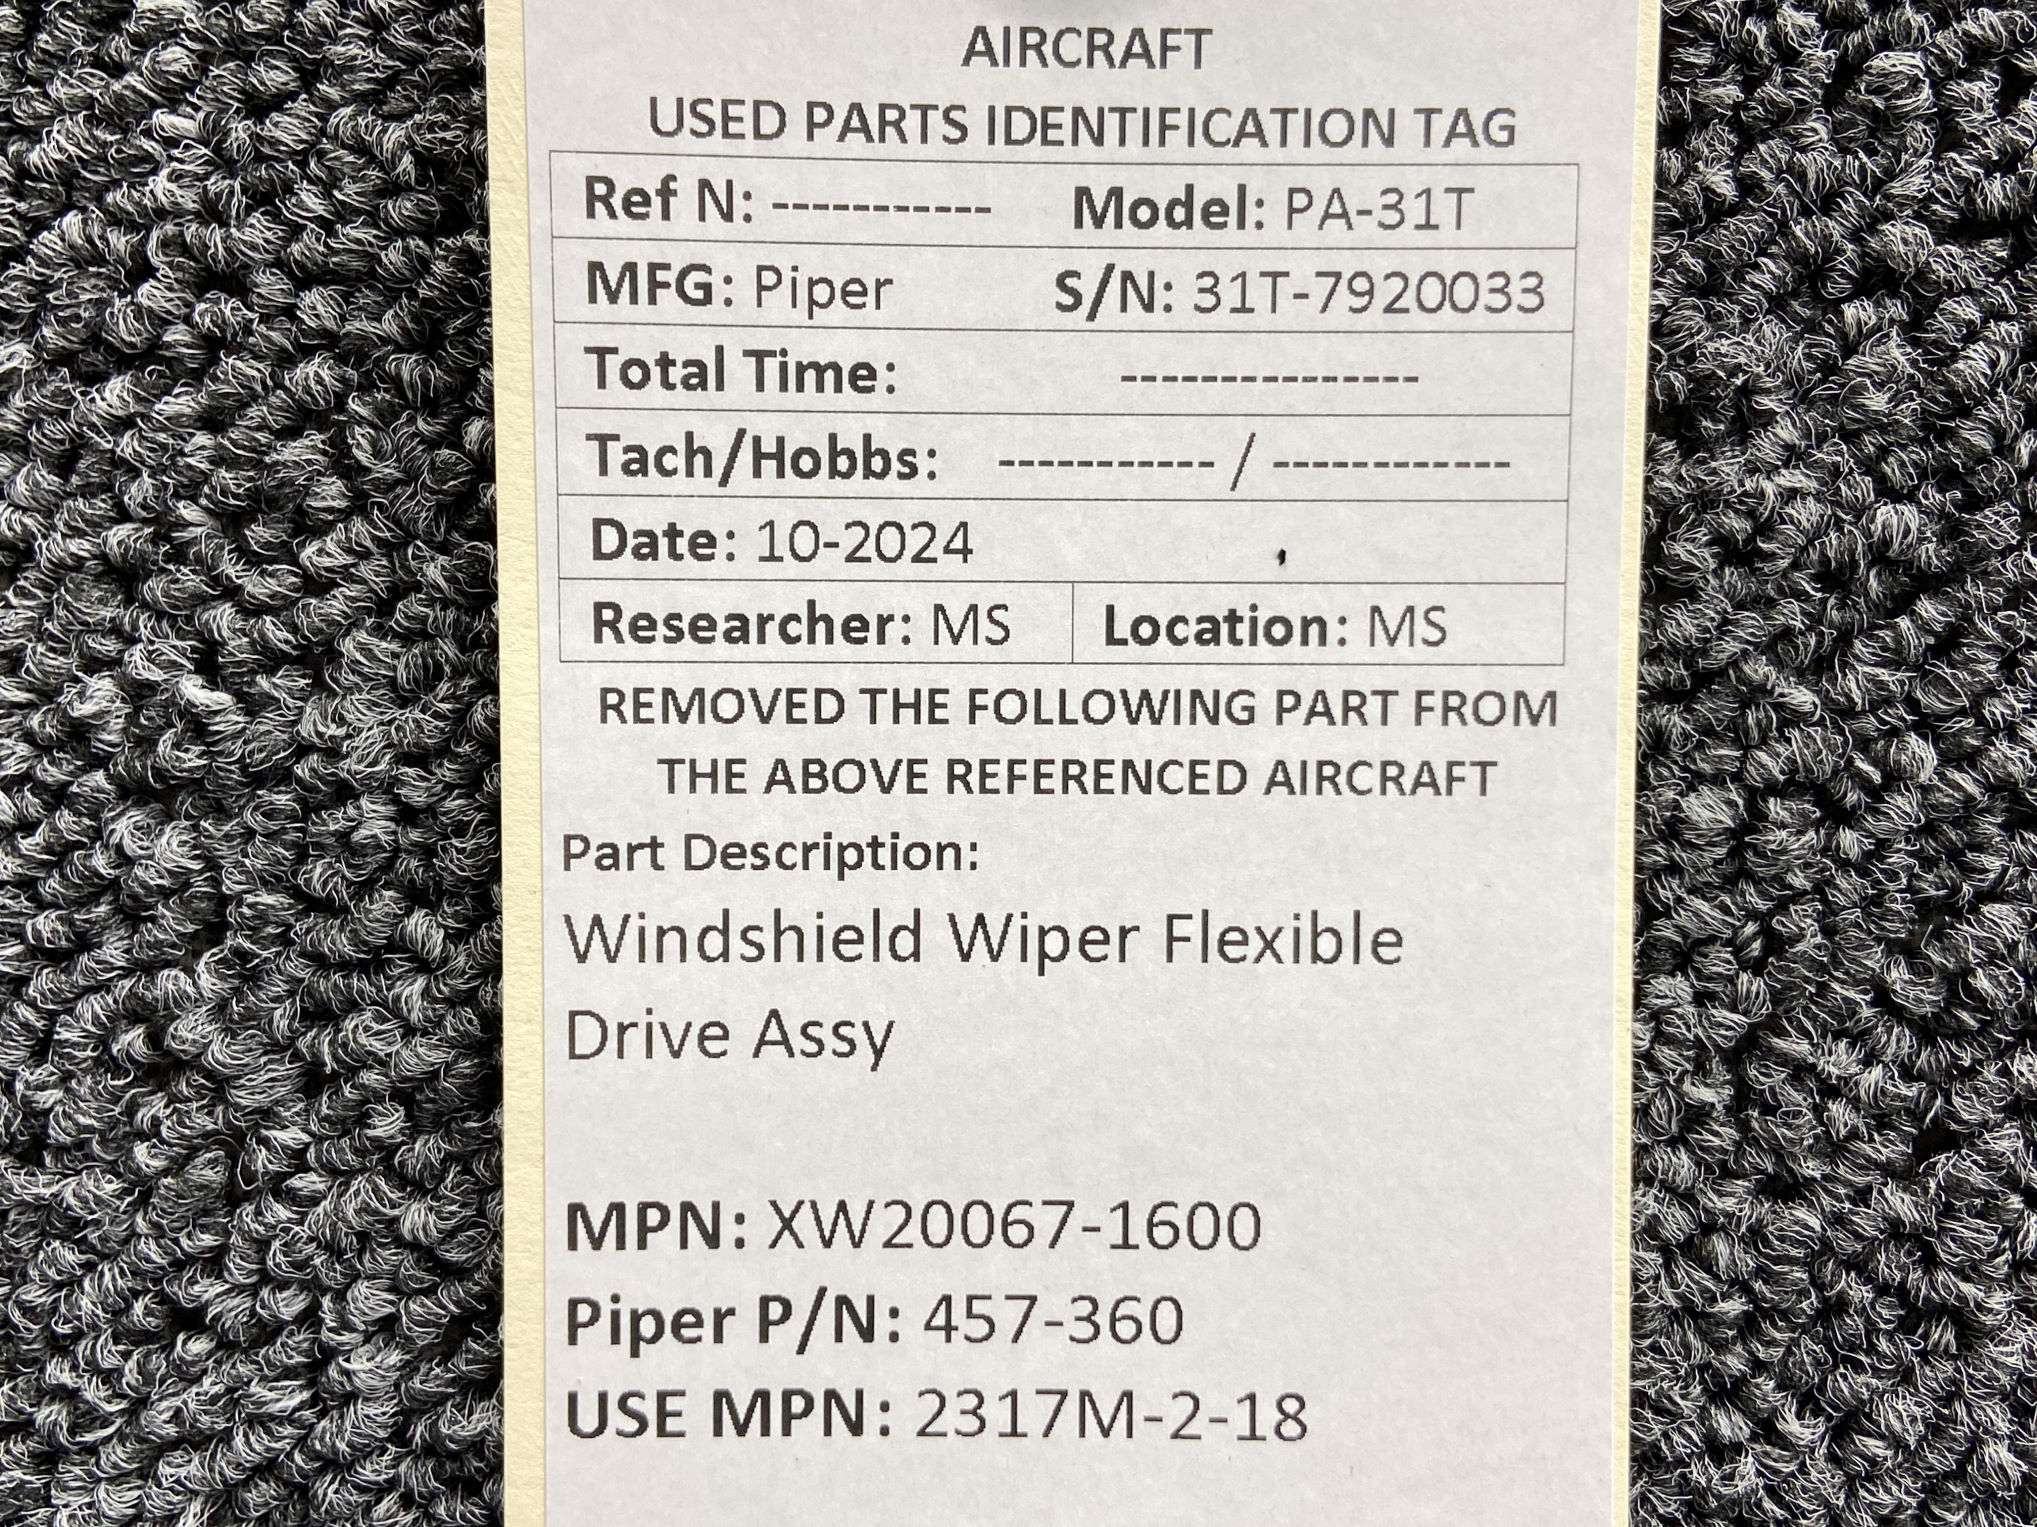 AIRCRAFT
USED PARTS IDENTIFICATION TAG
Ref N: ----------- Model: PA-31T
MFG: Piper S/N: 31T-7920033
Total Time: ---------------
Tach/Hobbs: ----------- / ------------
Date: 10-2024
Researcher: MS Location: MS
REMOVED THE FOLLOWING PART FROM
THE ABOVE REFERENCED AIRCRAFT
Part Description:
Windshield Wiper Flexible
Drive Assy
MPN: XW20067-1600
Piper P/N: 457-360
USE MPN: 2317M-2-18